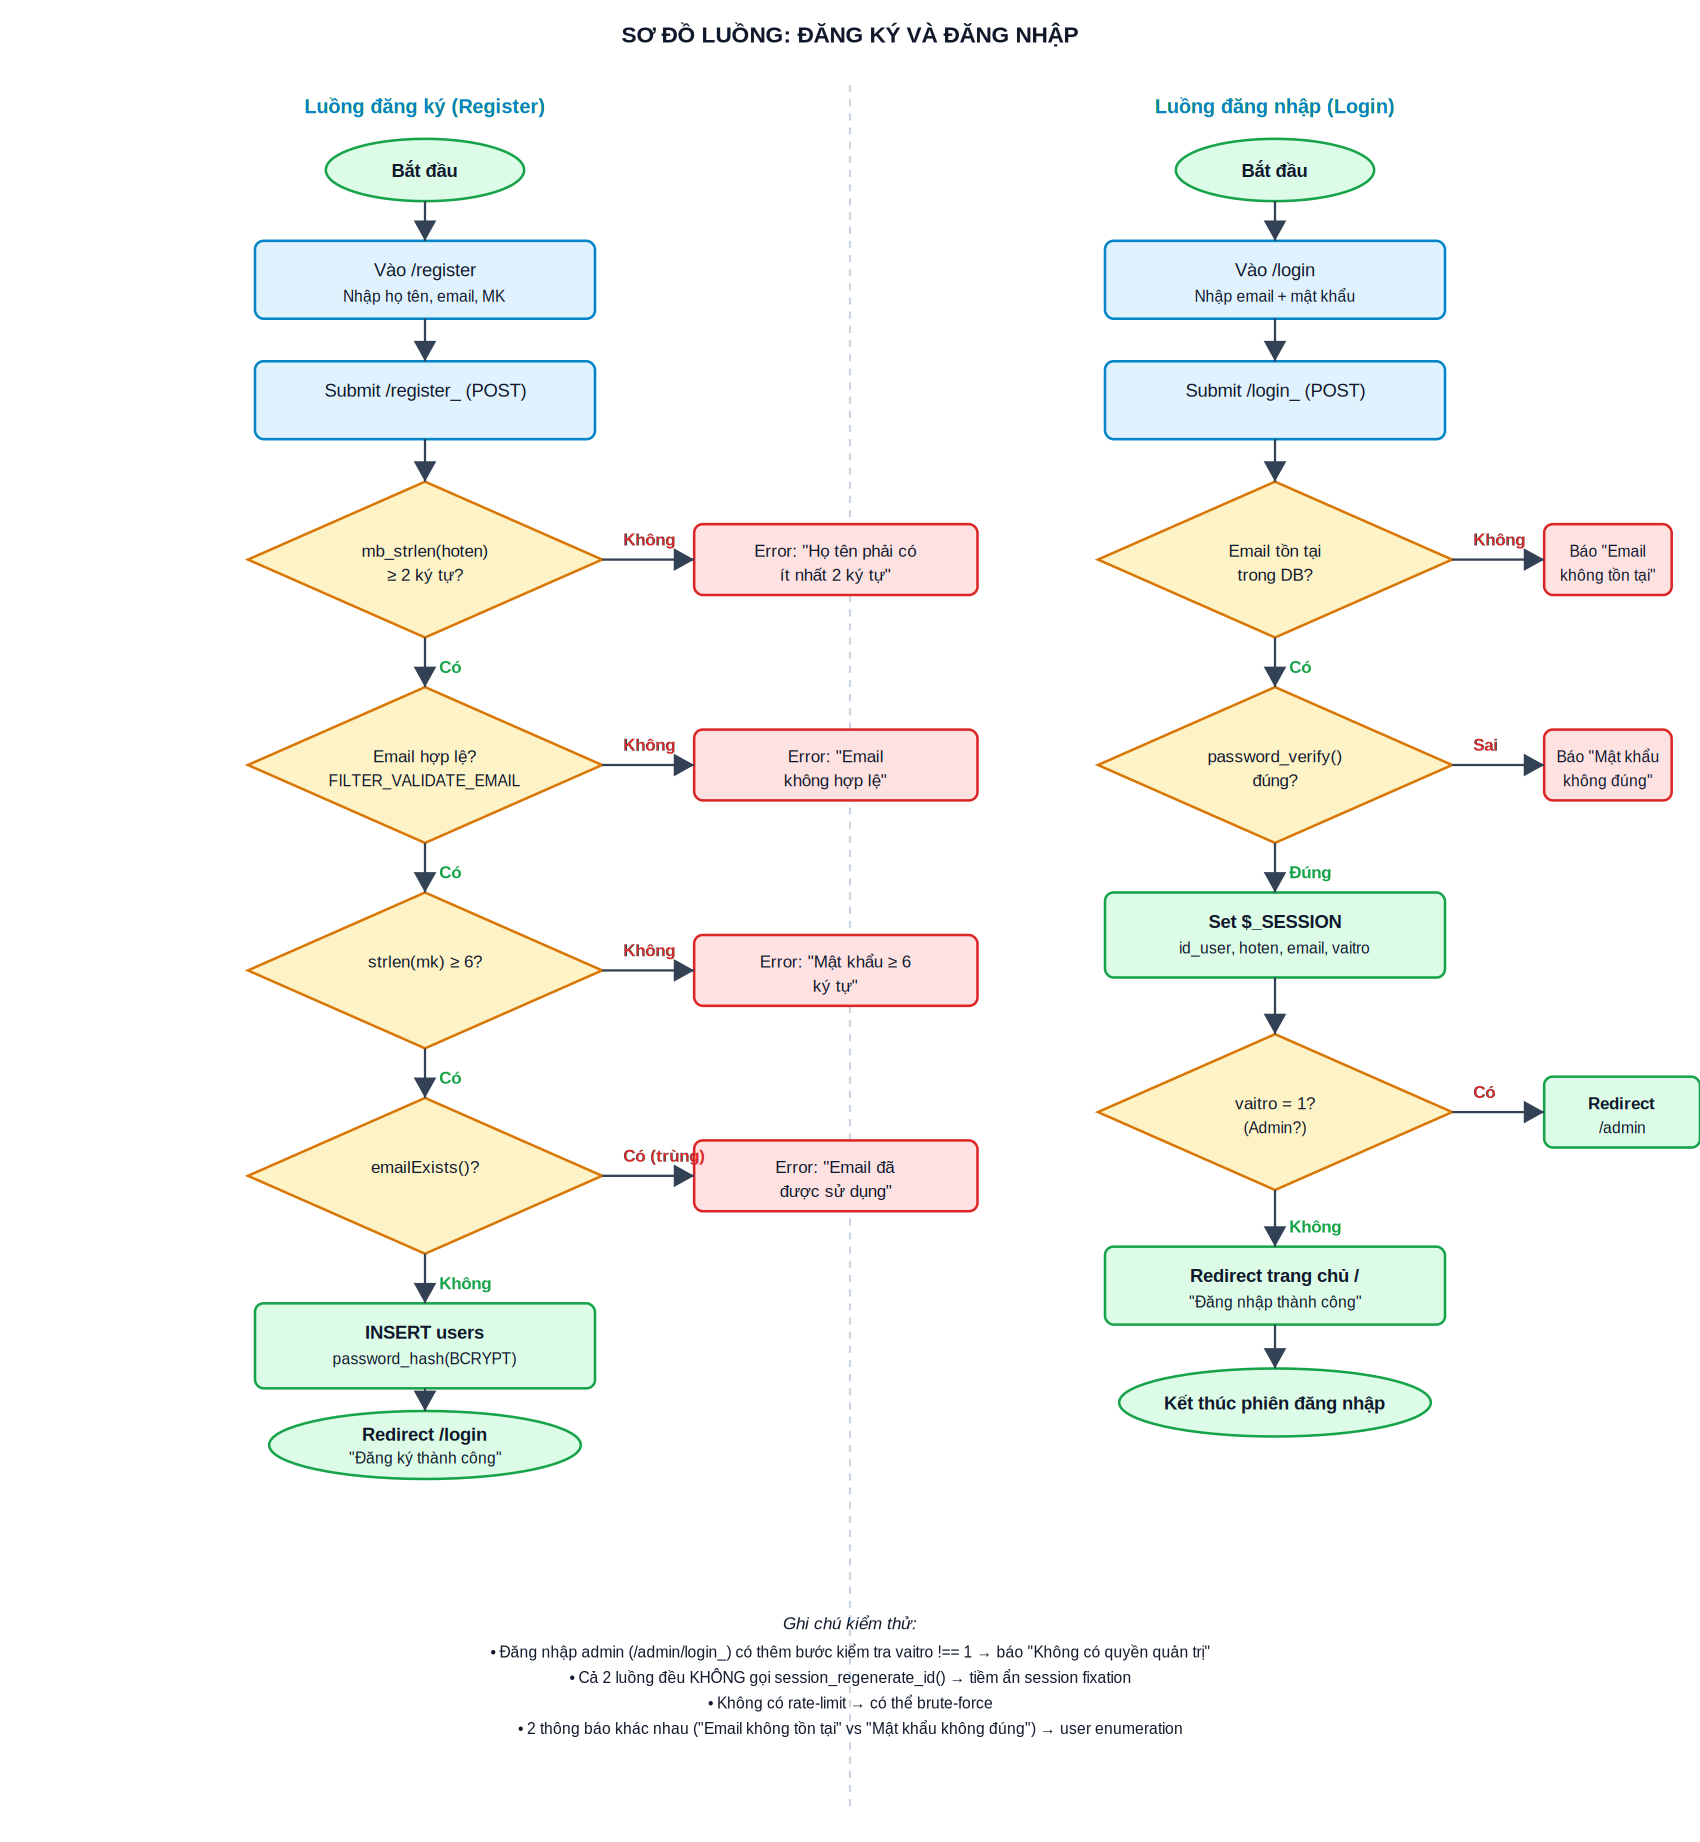 SƠ ĐỒ LUỒNG: ĐĂNG KÝ VÀ ĐĂNG NHẬP
Luồng đăng ký (Register)
Bắt đầu
Vào /register
Nhập họ tên, email, MK
Submit /register_ (POST)
mb_strlen(hoten)
≥ 2 ký tự?
Không
Error: "Họ tên phải có
ít nhất 2 ký tự"
Có
Email hợp lệ?
FILTER_VALIDATE_EMAIL
Không
Error: "Email
không hợp lệ"
Có
strlen(mk) ≥ 6?
Không
Error: "Mật khẩu ≥ 6
ký tự"
Có
emailExists()?
Có (trùng)
Error: "Email đã
được sử dụng"
Không
INSERT users
password_hash(BCRYPT)
Redirect /login
"Đăng ký thành công"
Luồng đăng nhập (Login)
Bắt đầu
Vào /login
Nhập email + mật khẩu
Submit /login_ (POST)
Email tồn tại
trong DB?
Không
Báo "Email
không tồn tại"
Có
password_verify()
đúng?
Sai
Báo "Mật khẩu
không đúng"
Đúng
Set $_SESSION
id_user, hoten, email, vaitro
vaitro = 1?
(Admin?)
Có
Redirect
/admin
Không
Redirect trang chủ /
"Đăng nhập thành công"
Kết thúc phiên đăng nhập
Ghi chú kiểm thử:
• Đăng nhập admin (/admin/login_) có thêm bước kiểm tra vaitro !== 1 → báo "Không có quyền quản trị"
• Cả 2 luồng đều KHÔNG gọi session_regenerate_id() → tiềm ẩn session fixation
• Không có rate-limit → có thể brute-force
• 2 thông báo khác nhau ("Email không tồn tại" vs "Mật khẩu không đúng") → user enumeration